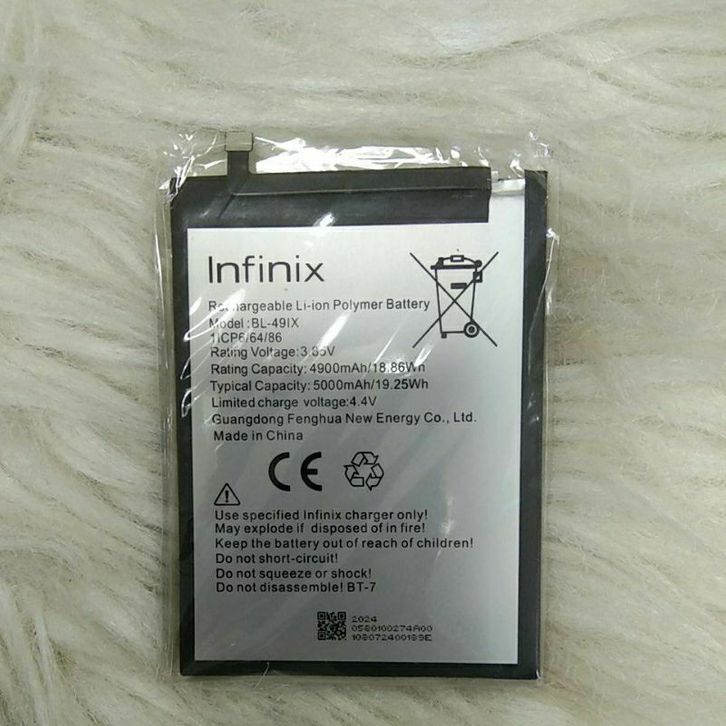 Infinix
Rechargeable Li-ion Polymer Battery
Model :BL-49IX
1ICP6/64/86
Rating Voltage: 3.85V
Rating Capacity: 4900mAh/18.86Wh
Typical Capacity: 5000mAh/19.25Wh
Limited charge voltage:4.4V
Guangdong Fenghua New Energy Co., Ltd.
Made in China
CE
Use specified Infinix charger only!
May explode if disposed of in fire!
Keep the battery out of reach of children!
Do not short-circuit!
Do not squeeze or shock!
Do not disassemble! BT-7
2024
0580100274A00
108072400189E